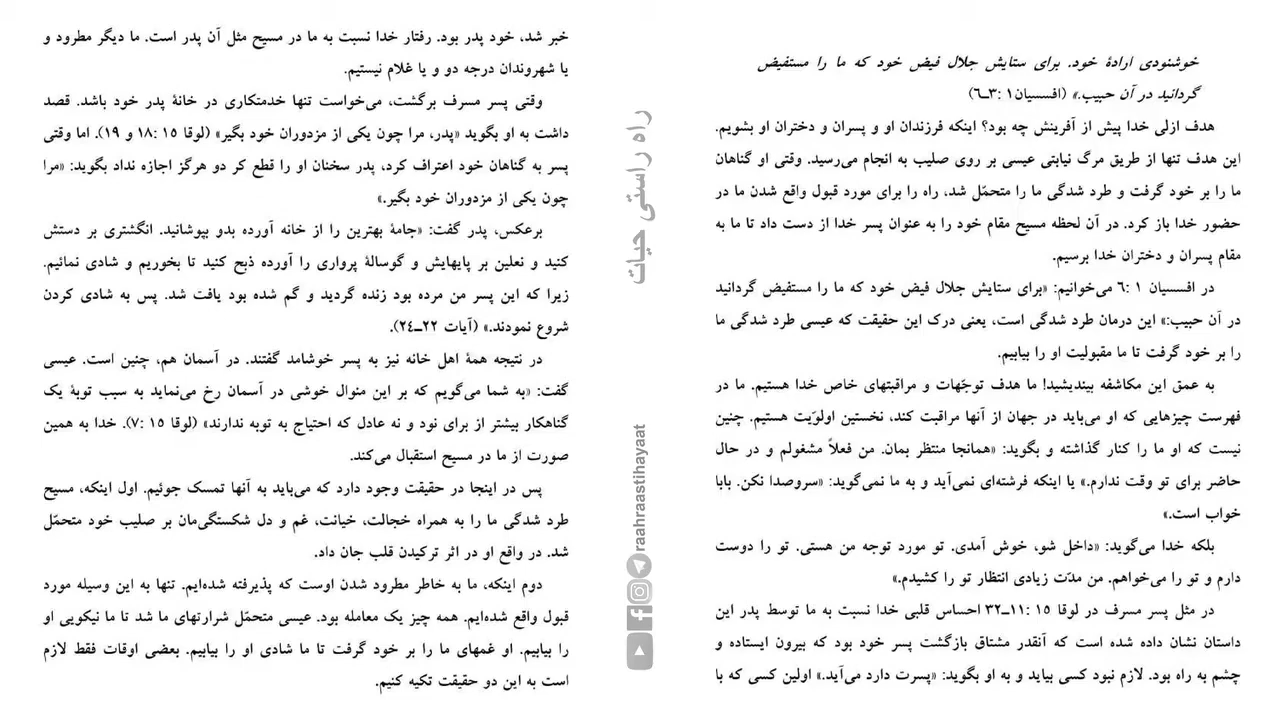 خوشنودی ارادهٔ خود. برای ستایش جلال فیض خود که ما را مستفیض
گردانید در آن حبیب.» (افسسیان۱ :۳ـ۶)
هدف ازلی خدا پیش از آفرینش چه بود؟ اینکه فرزندان او و پسران و دختران او بشویم.
این هدف تنها از طریق مرگ نیابتی عیسی بر روی صلیب به انجام می‌رسید. وقتی او گناهان
ما را بر خود گرفت و طرد شدگی ما را متحمّل شد، راه را برای مورد قبول واقع شدن ما در
حضور خدا باز کرد. در آن لحظه مسیح مقام خود را به عنوان پسر خدا از دست داد تا ما به
مقام پسران و دختران خدا برسیم.
در افسسیان ۱ :۶ می‌خوانیم: «برای ستایش جلال فیض خود که ما را مستفیض گردانید
در آن حبیب:» این درمان طرد شدگی است، یعنی درک این حقیقت که عیسی طرد شدگی ما
را بر خود گرفت تا ما مقبولیت او را بیابیم.
به عمق این مکاشفه بیندیشید! ما هدف توجّهات و مراقبتهای خاص خدا هستیم. ما در
فهرست چیزهایی که او می‌باید در جهان از آنها مراقبت کند، نخستین اولوّیت هستیم. چنین
نیست که او ما را کنار گذاشته و بگوید: «همانجا منتظر بمان. من فعلاً مشغولم و در حال
حاضر برای تو وقت ندارم.» یا اینکه فرشته‌ای نمی‌آید و به ما نمی‌گوید: «سروصدا نکن. بابا
خواب است.»
بلکه خدا می‌گوید: «داخل شو، خوش آمدی. تو مورد توجه من هستی. تو را دوست
دارم و تو را می‌خواهم. من مدّت زیادی انتظار تو را کشیدم.»
در مثل پسر مسرف در لوقا ۱۵ :۱۱ـ۳۲ احساس قلبی خدا نسبت به ما توسط پدر این
داستان نشان داده شده است که آنقدر مشتاق بازگشت پسر خود بود که بیرون ایستاده و
چشم به راه بود. لازم نبود کسی بیاید و به او بگوید: «پسرت دارد می‌آید.» اولین کسی که با
راه راستی حیات
raahraastihayaat
خبر شد، خود پدر بود. رفتار خدا نسبت به ما در مسیح مثل آن پدر است. ما دیگر مطرود و
یا شهروندان درجه دو و یا غلام نیستیم.
وقتی پسر مسرف برگشت، می‌خواست تنها خدمتکاری در خانهٔ پدر خود باشد. قصد
داشت به او بگوید «پدر، مرا چون یکی از مزدوران خود بگیر» (لوقا ۱۵ :۱۸ و ۱۹). اما وقتی
پسر به گناهان خود اعتراف کرد، پدر سخنان او را قطع کر دو هرگز اجازه نداد بگوید: «مرا
چون یکی از مزدوران خود بگیر.»
برعکس، پدر گفت: «جامهٔ بهترین را از خانه آورده بدو بپوشانید. انگشتری بر دستش
کنید و نعلین بر پایهایش و گوسالهٔ پرواری را آورده ذبح کنید تا بخوریم و شادی نمائیم.
زیرا که این پسر من مرده بود زنده گردید و گم شده بود یافت شد. پس به شادی کردن
شروع نمودند.» (آیات ۲۲ـ۲۴).
در نتیجه همهٔ اهل خانه نیز به پسر خوشامد گفتند. در آسمان هم، چنین است. عیسی
گفت: «به شما می‌گویم که بر این منوال خوشی در آسمان رخ می‌نماید به سبب توبهٔ یک
گناهکار بیشتر از برای نود و نه عادل که احتیاج به توبه ندارند» (لوقا ۱۵ :۷). خدا به همین
صورت از ما در مسیح استقبال می‌کند.
پس در اینجا در حقیقت وجود دارد که می‌باید به آنها تمسک جوئیم. اول اینکه، مسیح
طرد شدگی ما را به همراه خجالت، خیانت، غم و دل شکستگی‌مان بر صلیب خود متحمّل
شد. در واقع او در اثر ترکیدن قلب جان داد.
دوم اینکه، ما به خاطر مطرود شدن اوست که پذیرفته شده‌ایم. تنها به این وسیله مورد
قبول واقع شده‌ایم. همه چیز یک معامله بود. عیسی متحمّل شرارتهای ما شد تا ما نیکویی او
را بیابیم. او غمهای ما را بر خود گرفت تا ما شادی او را بیابیم. بعضی اوقات فقط لازم
است به این دو حقیقت تکیه کنیم.